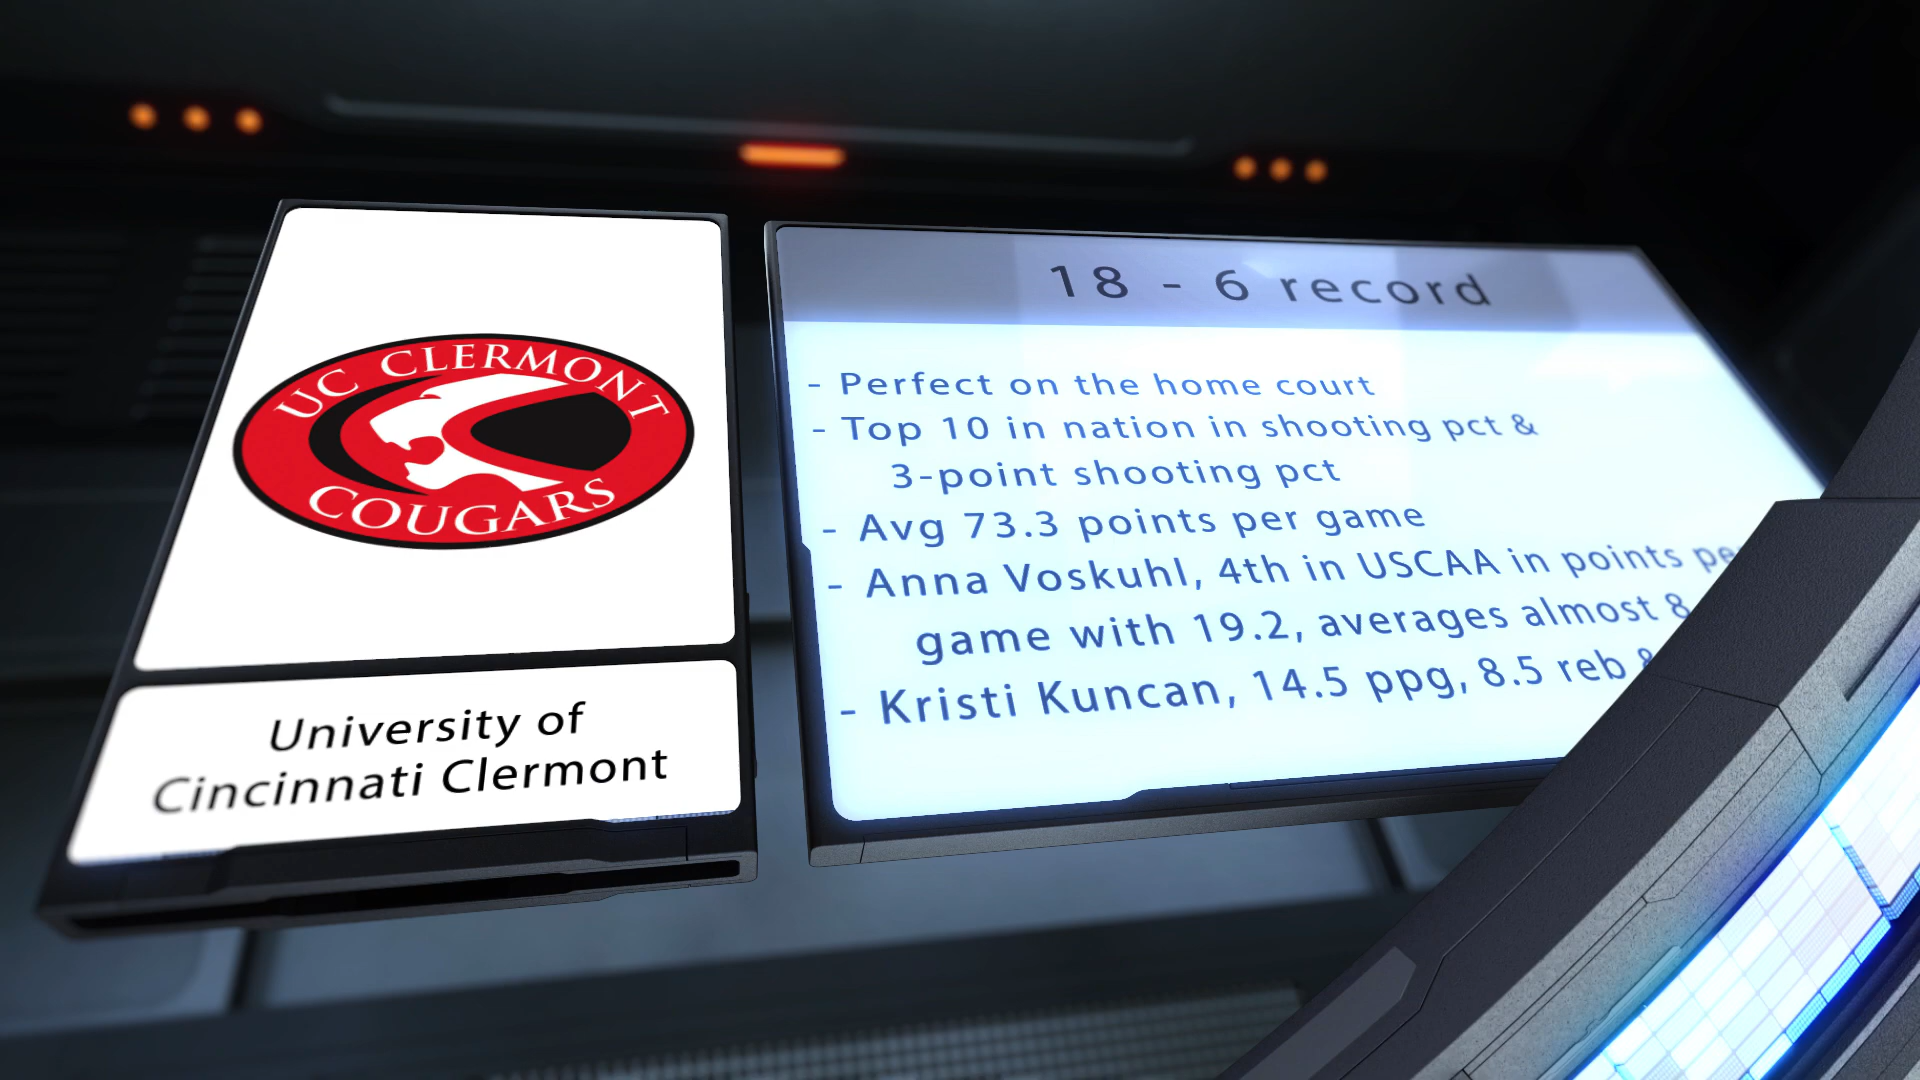 UC CLERMONT
COUGARS
University of
Cincinnati Clermont
18 - 6 record
- Perfect on the home court
- Top 10 in nation in shooting pct &
3-point shooting pct
- Avg 73.3 points per game
- Anna Voskuhl, 4th in USCAA in points
game with 19.2, averages almost 8
- Kristi Kuncan, 14.5 ppg, 8.5 reb &